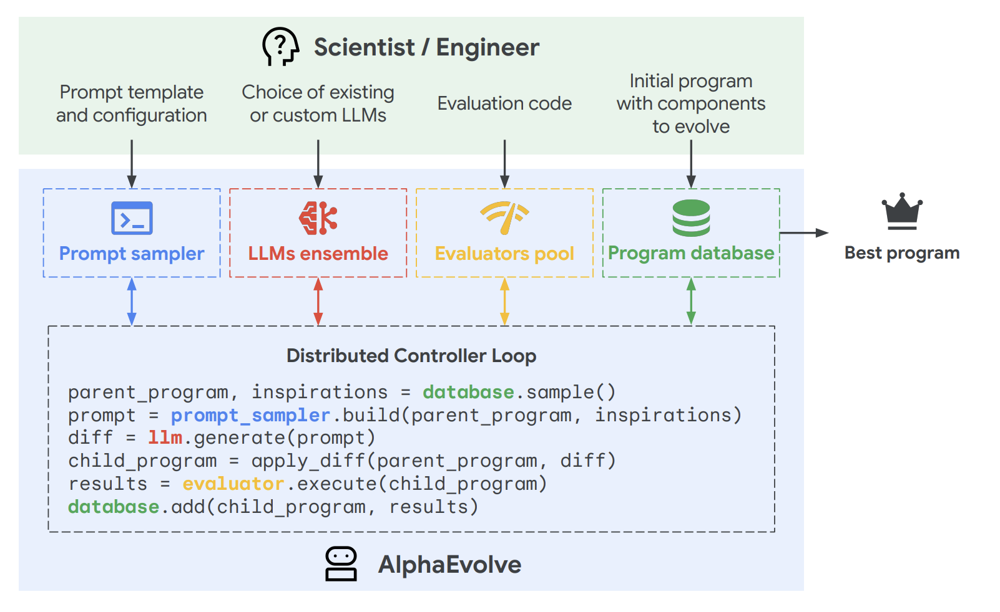 Scientist / Engineer
Prompt template
and configuration
Choice of existing
or custom LLMs
Evaluation code
Initial program
with components
to evolve
Prompt sampler
LLMs ensemble
Evaluators pool
Program database
Best program
Distributed Controller Loop
parent_program, inspirations = database.sample()
prompt = prompt_sampler.build(parent_program, inspirations)
diff = llm.generate(prompt)
child_program = apply_diff(parent_program, diff)
results = evaluator.execute(child_program)
database.add(child_program, results)
AlphaEvolve